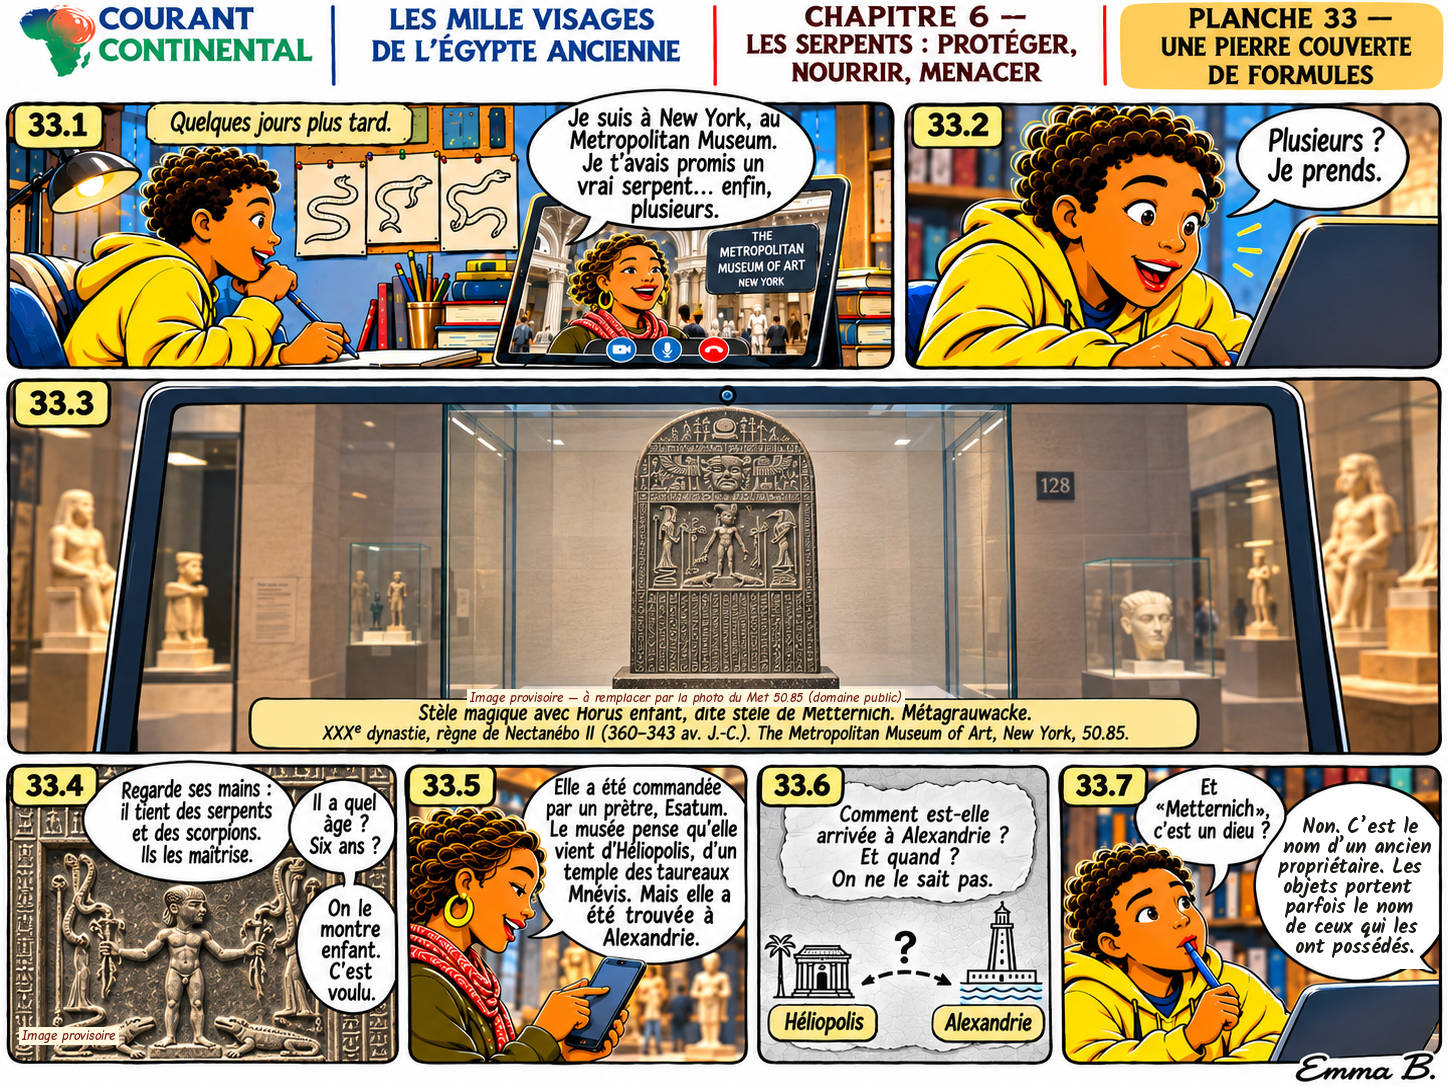 COURANT
CONTINENTAL
LES MILLE VISAGES
DE L'ÉGYPTE ANCIENNE
CHAPITRE 6 —
LES SERPENTS : PROTÉGER,
NOURRIR, MENACER
PLANCHE 33 —
UNE PIERRE COUVERTE
DE FORMULES
33.1
Quelques jours plus tard.
Je suis à New York, au
Metropolitan Museum.
Je t'avais promis un
vrai serpent... enfin,
plusieurs.
THE
METROPOLITAN
MUSEUM OF ART
NEW YORK
33.2
Plusieurs ?
Je prends.
33.3
128
Image provisoire — à remplacer par la photo du Met 50.85 (domaine public)
Stèle magique avec Horus enfant, dite stèle de Metternich. Métagrauwacke.
XXXe dynastie, règne de Nectanébo II (360–343 av. J.-C.). The Metropolitan Museum of Art, New York, 50.85.
33.4
Regarde ses mains :
il tient des serpents
et des scorpions.
Ils les maîtrise.
Il a quel
âge ?
Six ans ?
On le
montre
enfant.
C'est
voulu.
Image provisoire
33.5
Elle a été commandée
par un prètre, Esatum.
Le musée pense qu'elle
vient d'Héliopolis, d'un
temple des taureaux
Mnévis. Mais elle a
été trouvée à
Alexandrie.
33.6
Comment est-elle
arrivée à Alexandrie ?
Et quand ?
On ne le sait pas.
?
Héliopolis
Alexandrie
33.7
Et
«Metternich»,
c'est un dieu ?
Non. C'est le
nom d'un ancien
propriétaire. Les
objets portent
parfois le nom
de ceux qui les
ont possédés.
Emma B.